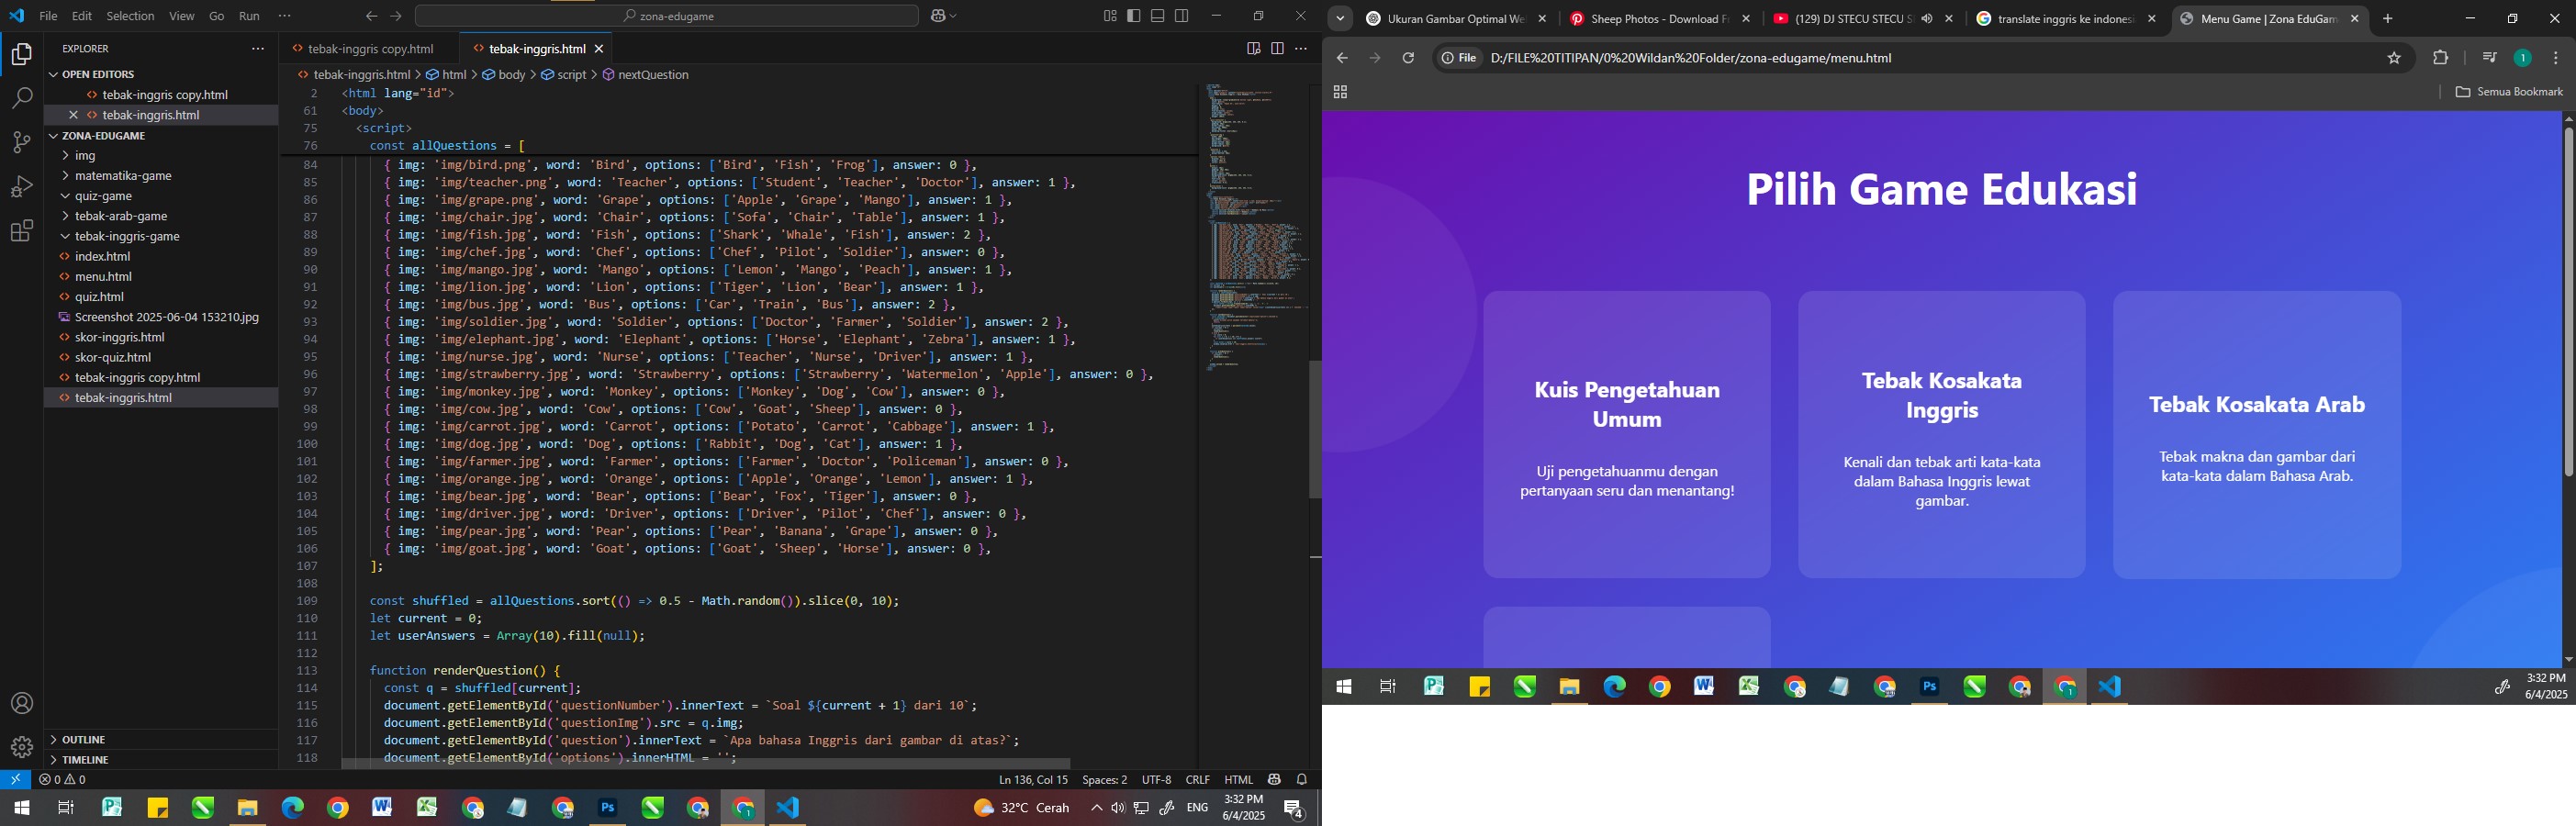 File Edit Selection View Go Run ···
zona-edugame
EXPLORER ···
OPEN EDITORS
tebak-inggris copy.html
tebak-inggris.html
ZONA-EDUGAME
img
matematika-game
quiz-game
tebak-arab-game
tebak-inggris-game
index.html
menu.html
quiz.html
Screenshot 2025-06-04 153210.jpg
skor-inggris.html
skor-quiz.html
tebak-inggris copy.html
tebak-inggris.html
OUTLINE
TIMELINE
tebak-inggris copy.html tebak-inggris.html
tebak-inggris.html > html > body > script > nextQuestion
2 <html lang="id">
61 <body>
75 <script>
76 const allQuestions = [
84 { img: 'img/bird.png', word: 'Bird', options: ['Bird', 'Fish', 'Frog'], answer: 0 },
85 { img: 'img/teacher.png', word: 'Teacher', options: ['Student', 'Teacher', 'Doctor'], answer: 1 },
86 { img: 'img/grape.png', word: 'Grape', options: ['Apple', 'Grape', 'Mango'], answer: 1 },
87 { img: 'img/chair.jpg', word: 'Chair', options: ['Sofa', 'Chair', 'Table'], answer: 1 },
88 { img: 'img/fish.jpg', word: 'Fish', options: ['Shark', 'Whale', 'Fish'], answer: 2 },
89 { img: 'img/chef.jpg', word: 'Chef', options: ['Chef', 'Pilot', 'Soldier'], answer: 0 },
90 { img: 'img/mango.jpg', word: 'Mango', options: ['Lemon', 'Mango', 'Peach'], answer: 1 },
91 { img: 'img/lion.jpg', word: 'Lion', options: ['Tiger', 'Lion', 'Bear'], answer: 1 },
92 { img: 'img/bus.jpg', word: 'Bus', options: ['Car', 'Train', 'Bus'], answer: 2 },
93 { img: 'img/soldier.jpg', word: 'Soldier', options: ['Doctor', 'Farmer', 'Soldier'], answer: 2 },
94 { img: 'img/elephant.jpg', word: 'Elephant', options: ['Horse', 'Elephant', 'Zebra'], answer: 1 },
95 { img: 'img/nurse.jpg', word: 'Nurse', options: ['Teacher', 'Nurse', 'Driver'], answer: 1 },
96 { img: 'img/strawberry.jpg', word: 'Strawberry', options: ['Strawberry', 'Watermelon', 'Apple'], answer: 0 },
97 { img: 'img/monkey.jpg', word: 'Monkey', options: ['Monkey', 'Dog', 'Cow'], answer: 0 },
98 { img: 'img/cow.jpg', word: 'Cow', options: ['Cow', 'Goat', 'Sheep'], answer: 0 },
99 { img: 'img/carrot.jpg', word: 'Carrot', options: ['Potato', 'Carrot', 'Cabbage'], answer: 1 },
100 { img: 'img/dog.jpg', word: 'Dog', options: ['Rabbit', 'Dog', 'Cat'], answer: 1 },
101 { img: 'img/farmer.jpg', word: 'Farmer', options: ['Farmer', 'Doctor', 'Policeman'], answer: 0 },
102 { img: 'img/orange.jpg', word: 'Orange', options: ['Apple', 'Orange', 'Lemon'], answer: 1 },
103 { img: 'img/bear.jpg', word: 'Bear', options: ['Bear', 'Fox', 'Tiger'], answer: 0 },
104 { img: 'img/driver.jpg', word: 'Driver', options: ['Driver', 'Pilot', 'Chef'], answer: 0 },
105 { img: 'img/pear.jpg', word: 'Pear', options: ['Pear', 'Banana', 'Grape'], answer: 0 },
106 { img: 'img/goat.jpg', word: 'Goat', options: ['Goat', 'Sheep', 'Horse'], answer: 0 },
107 ];
108
109 const shuffled = allQuestions.sort(() => 0.5 - Math.random()).slice(0, 10);
110 let current = 0;
111 let userAnswers = Array(10).fill(null);
112
113 function renderQuestion() {
114 const q = shuffled[current];
115 document.getElementById('questionNumber').innerText = `Soal ${current + 1} dari 10`;
116 document.getElementById('questionImg').src = q.img;
117 document.getElementById('question').innerText = `Apa bahasa Inggris dari gambar di atas?`;
118 document.getElementById('options').innerHTML = '';
0 0 Ln 136, Col 15 Spaces: 2 UTF-8 CRLF HTML
32°C Cerah ENG
3:32 PM
6/4/2025
4
Ukuran Gambar Optimal We
Sheep Photos - Download F
(129) DJ STECU STECU S
translate inggris ke indones
Menu Game | Zona EduGam
File D:/FILE%20TITIPAN/0%20Wildan%20Folder/zona-edugame/menu.html
1
Semua Bookmark
Pilih Game Edukasi
Kuis Pengetahuan
Umum
Uji pengetahuanmu dengan
pertanyaan seru dan menantang!
Tebak Kosakata
Inggris
Kenali dan tebak arti kata-kata
dalam Bahasa Inggris lewat
gambar.
Tebak Kosakata Arab
Tebak makna dan gambar dari
kata-kata dalam Bahasa Arab.
3:32 PM
6/4/2025